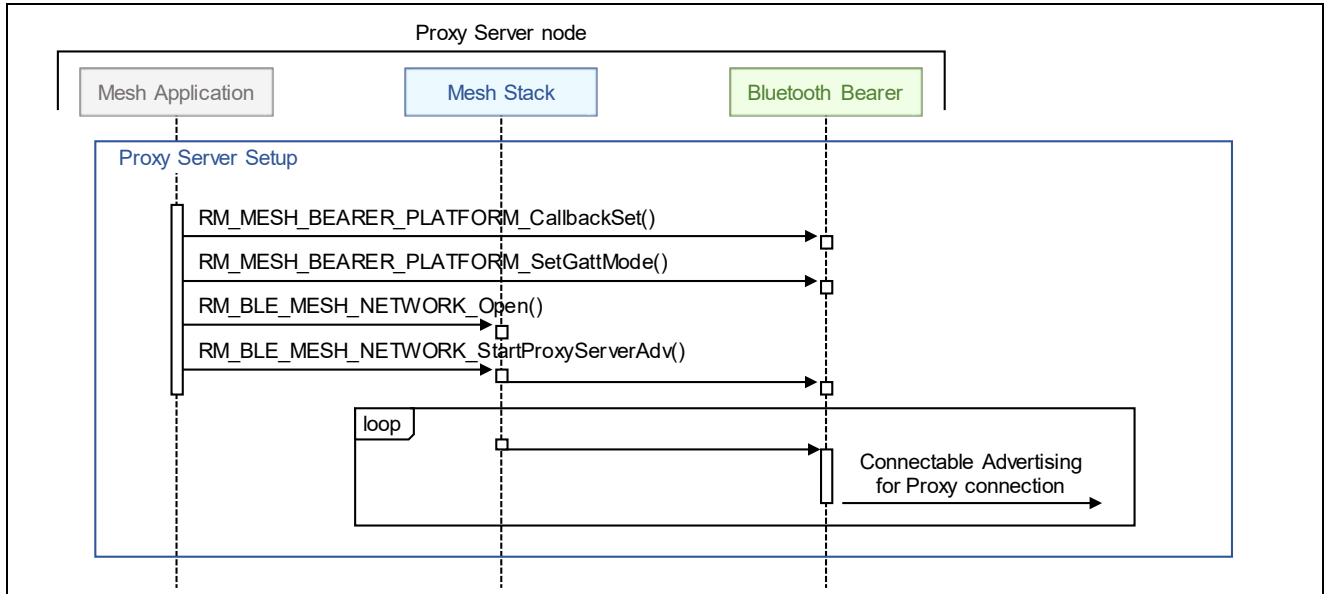 Proxy Server node
Mesh Application
Mesh Stack
Bluetooth Bearer
Proxy Server Setup
RM_MESH_BEARER_PLATFORM_CallbackSet()
RM_MESH_BEARER_PLATFORM_SetGattMode()
RM_BLE_MESH_NETWORK_Open()
RM_BLE_MESH_NETWORK_StartProxyServerAdv()
loop
Connectable Advertising
for Proxy connection